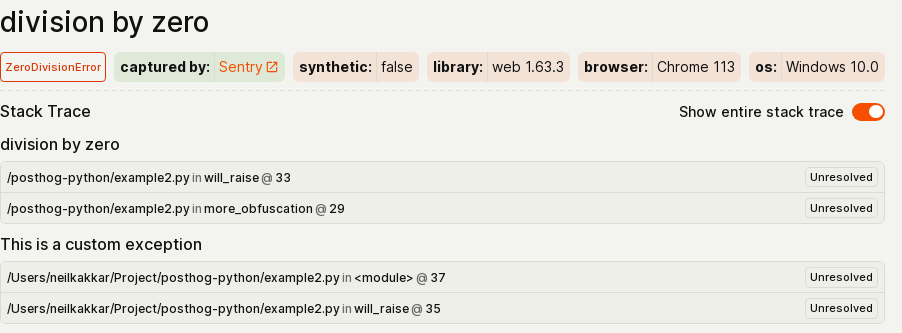 division by zero
ZeroDivisionError captured by: Sentry synthetic: false library: web 1.63.3 browser: Chrome 113 os: Windows 10.0
Stack Trace Show entire stack trace
division by zero
/posthog-python/example2.py in will_raise @ 33 Unresolved
/posthog-python/example2.py in more_obfuscation @ 29 Unresolved
This is a custom exception
/Users/neilkakkar/Project/posthog-python/example2.py in <module> @ 37 Unresolved
/Users/neilkakkar/Project/posthog-python/example2.py in will_raise @ 35 Unresolved